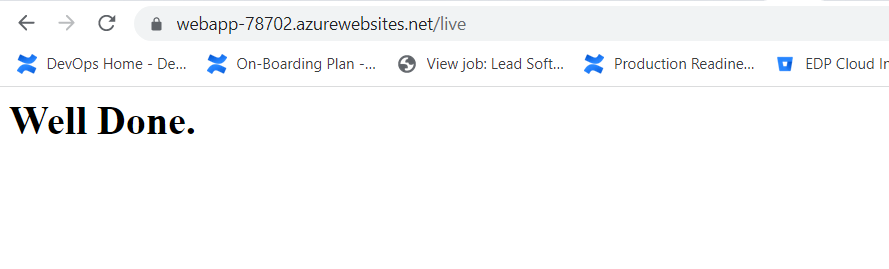 webapp-78702.azurewebsites.net/live
DevOps Home - De... On-Boarding Plan -... View job: Lead Soft... Production Readine... EDP Cloud In
Well Done.